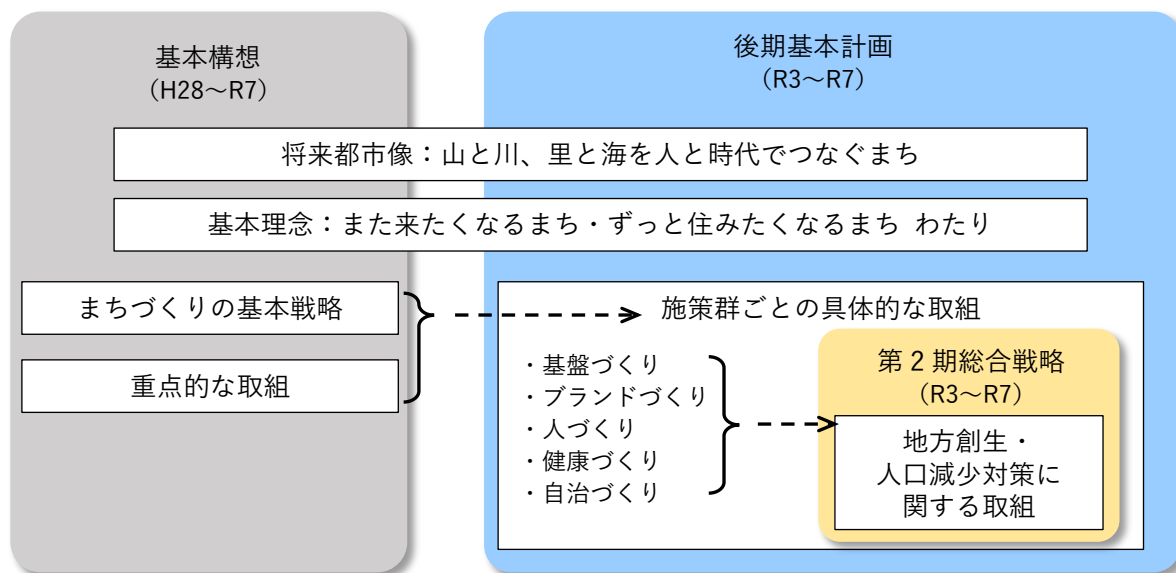 基本構想
（H28～R7）
後期基本計画
（R3～R7）
将来都市像：山と川、里と海を人と時代でつなぐまち
基本理念：また来たくなるまち・ずっと住みたくなるまち わたり
まちづくりの基本戦略
重点的な取組
施策群ごとの具体的な取組
・基盤づくり
・ブランドづくり
・人づくり
・健康づくり
・自治づくり
第２期総合戦略
（R3～R7）
地方創生・
人口減少対策に
関する取組